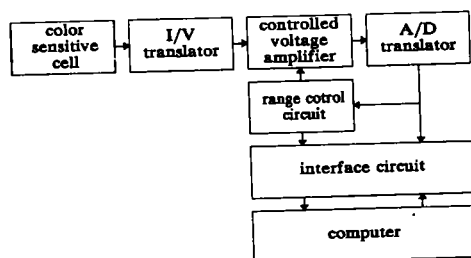 color
sensitive
cell
I/V
translator
controlled
voltage
amplifier
A/D
translator
range cotrol
circuit
interface circuit
computer